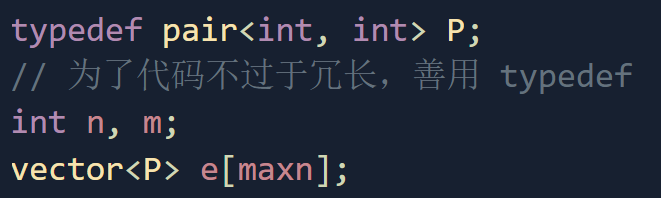 typedef pair<int, int> P;
// 为了代码不过于冗长，善用 typedef
int n, m;
vector<P> e[maxn];